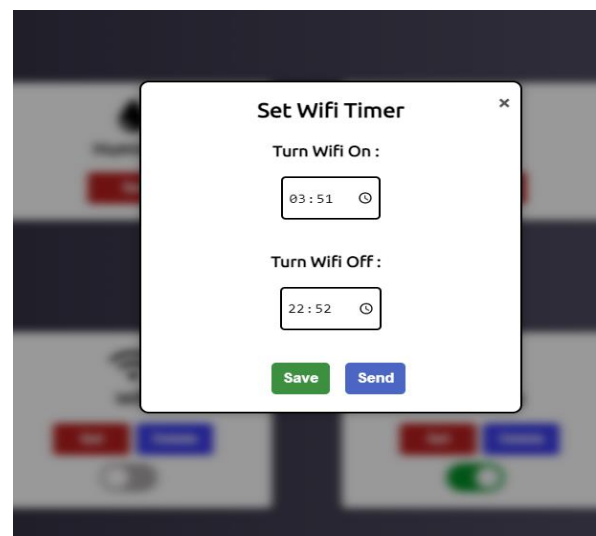 Set Wifi Timer ×
Turn Wifi On :
03:51
Turn Wifi Off :
22:52
Save Send